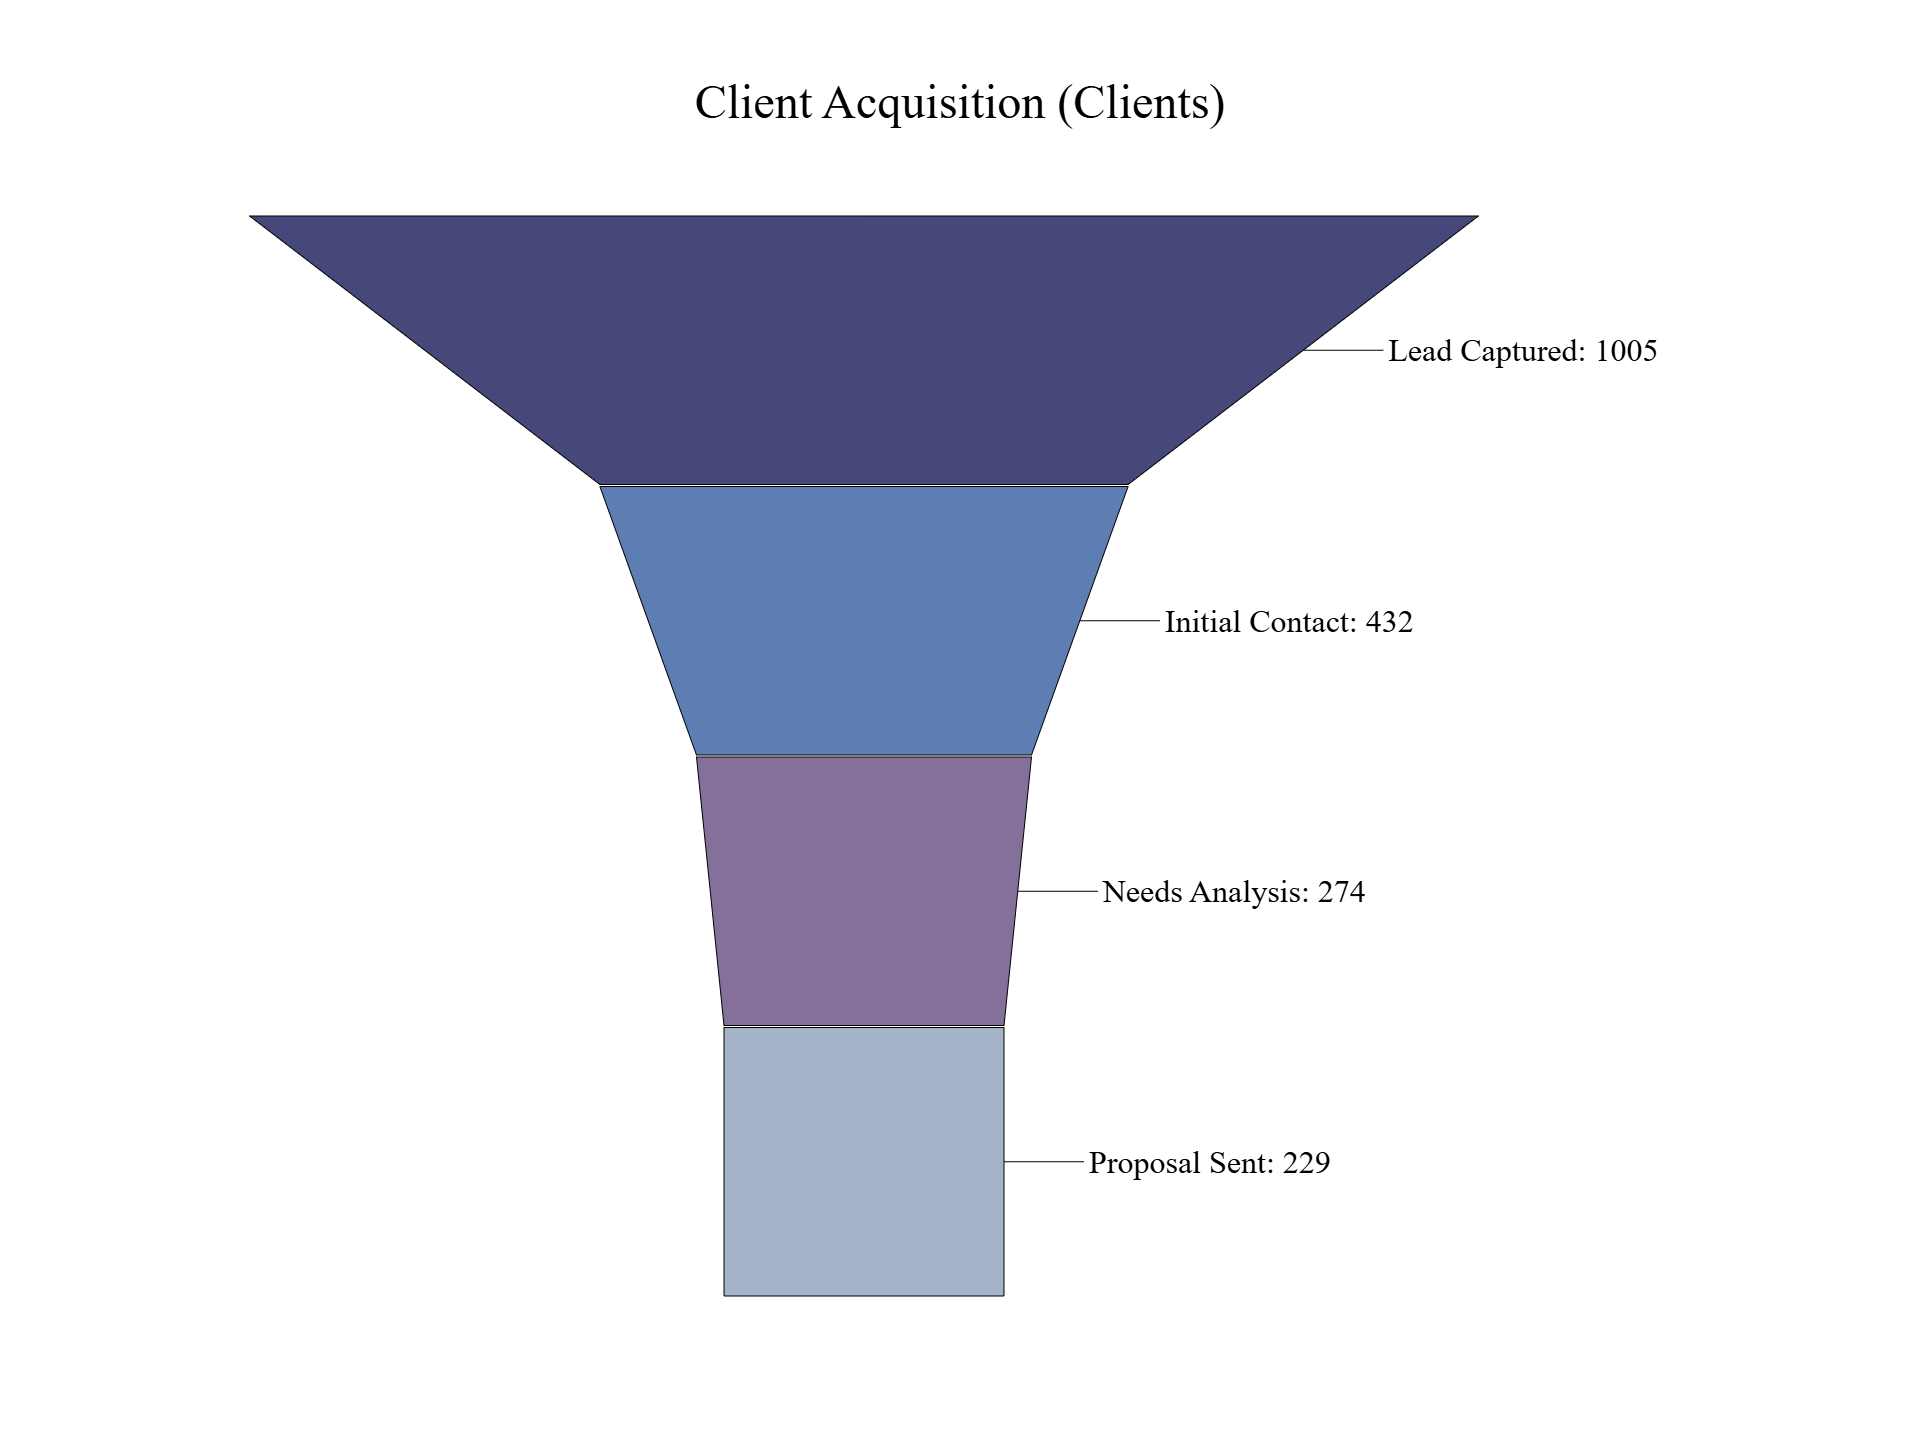 Client Acquisition (Clients)
Lead Captured: 1005
Initial Contact: 432
Needs Analysis: 274
Proposal Sent: 229